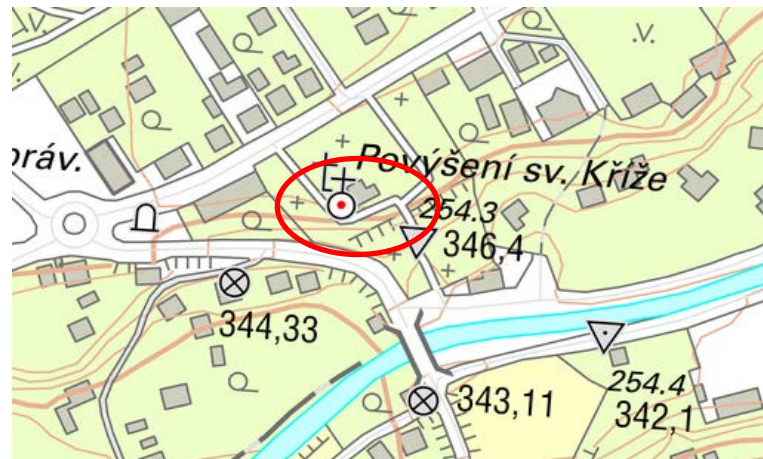 .V.
.V.
práv.
Povýšení sv. Kříže
254.3
346,4
344,33
343,11
254.4
342,1